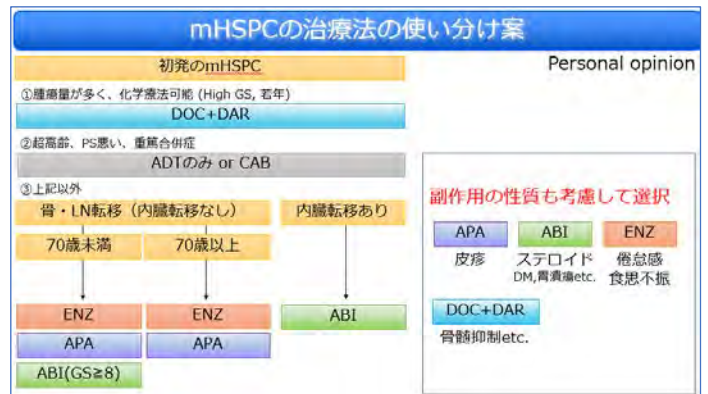 mHSPCの治療法の使い分け案
Personal opinion
初発のmHSPC
①腫瘍量が多く、化学療法可能 (High GS, 若年)
DOC+DAR
②超高齢、PS悪い、重篤合併症
ADTのみ or CAB
③上記以外
骨・LN転移（内臓転移なし）
内臓転移あり
70歳未満
70歳以上
ENZ
ENZ
ABI
APA
APA
ABI(GS≧8)
副作用の性質も考慮して選択
APA
ABI
ENZ
皮疹
ステロイド
倦怠感
DM,胃潰瘍etc.
食思不振
DOC+DAR
骨髄抑制etc.